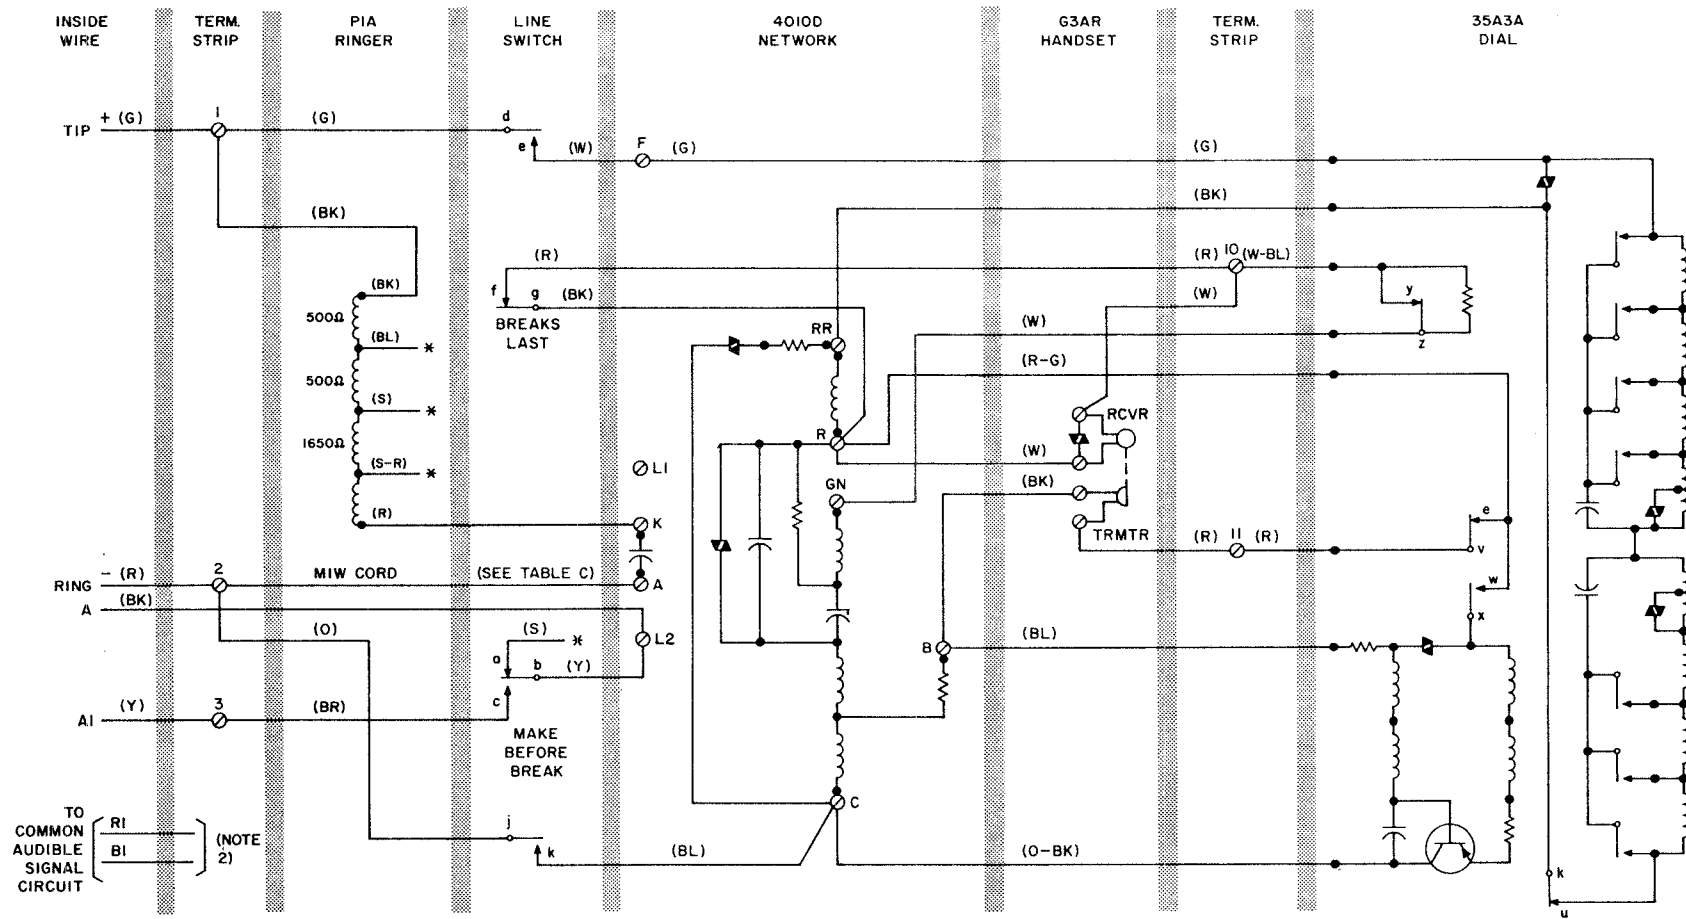 INSIDE WIRE
TERM. STRIP
PIA RINGER
LINE SWITCH
4010D NETWORK
G3AR HANDSET
TERM. STRIP
35A3A DIAL
TIP + (G)
1
(G)
d
e
(W)
F
(G)
(G)
(BK)
(BK)
(R)
(R)
10
(W-BL)
(BK)
f
g
(BK)
(W)
y
500Ω
BREAKS LAST
RR
(W)
z
(BL)
*
(R-G)
500Ω
(S)
*
RCVR
1650Ω
R
(W)
(S-R)
*
L1
(BK)
GN
(R)
K
TRMTR
e
(R)
11
(R)
v
RING - (R)
2
MIW CORD
(SEE TABLE C)
A
w
A
(BK)
x
(O)
(S)
*
L2
(BL)
a
b
(Y)
B
c
A1
(Y)
3
(BR)
MAKE BEFORE BREAK
C
TO COMMON AUDIBLE SIGNAL CIRCUIT
R1
B1
(NOTE 2)
j
k
(BL)
(O-BK)
k
u